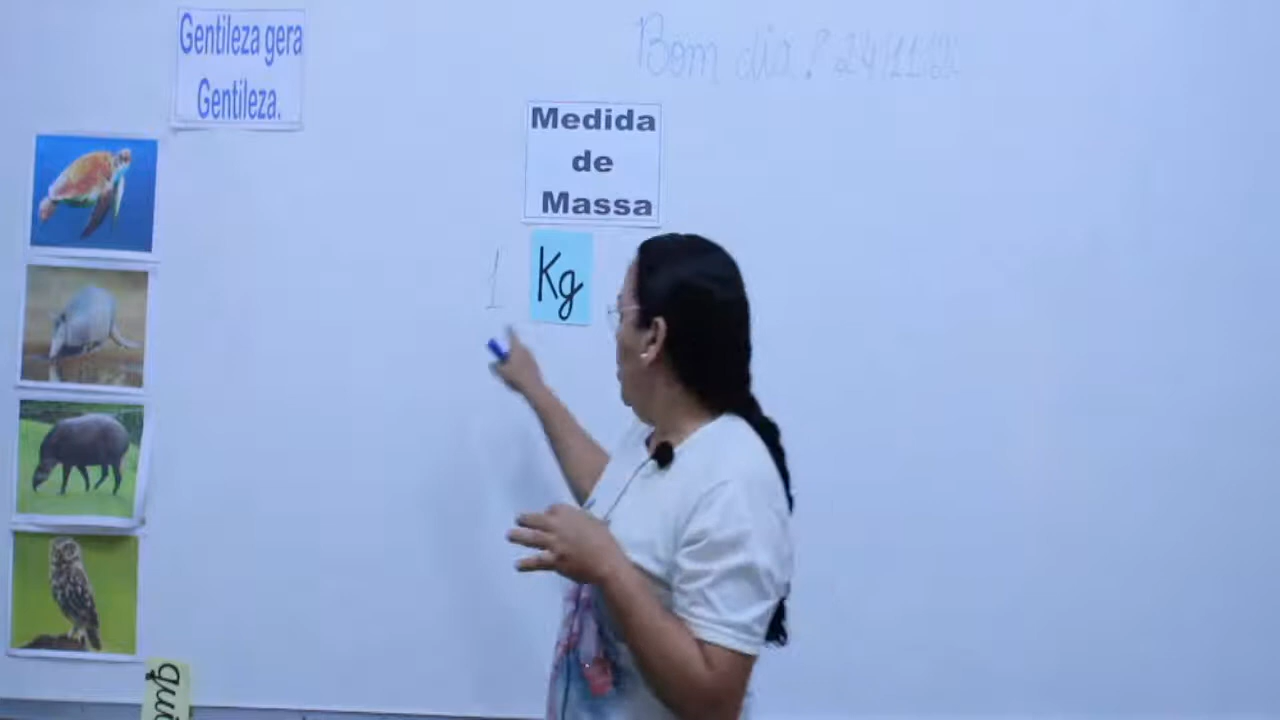 Gentileza gera
Gentileza.
Bom dia!
Medida
de
Massa
1 Kg